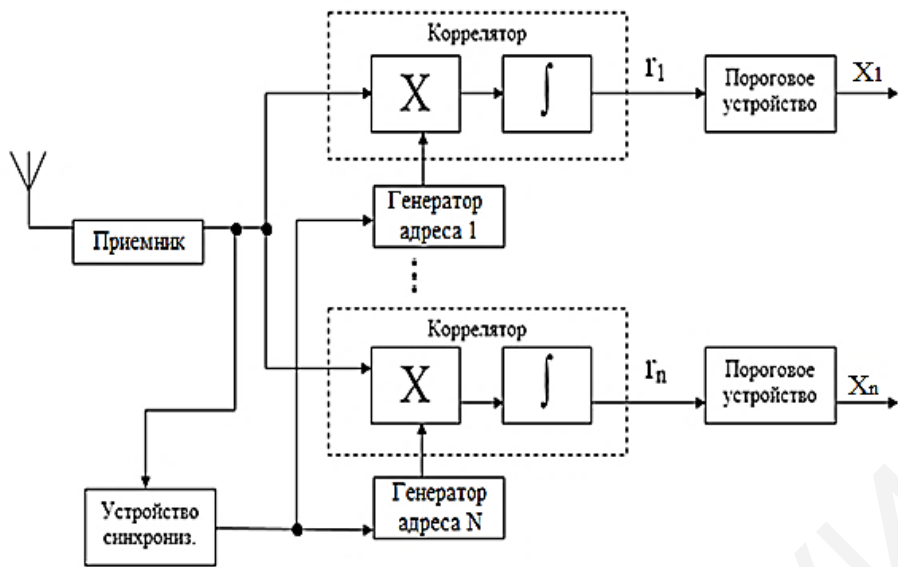 Коррелятор
X
∫
r1
Пороговое
устройство
X1
Приемник
Генератор
адреса 1
Коррелятор
X
∫
rn
Пороговое
устройство
Xn
Устройство
синхрониз.
Генератор
адреса N